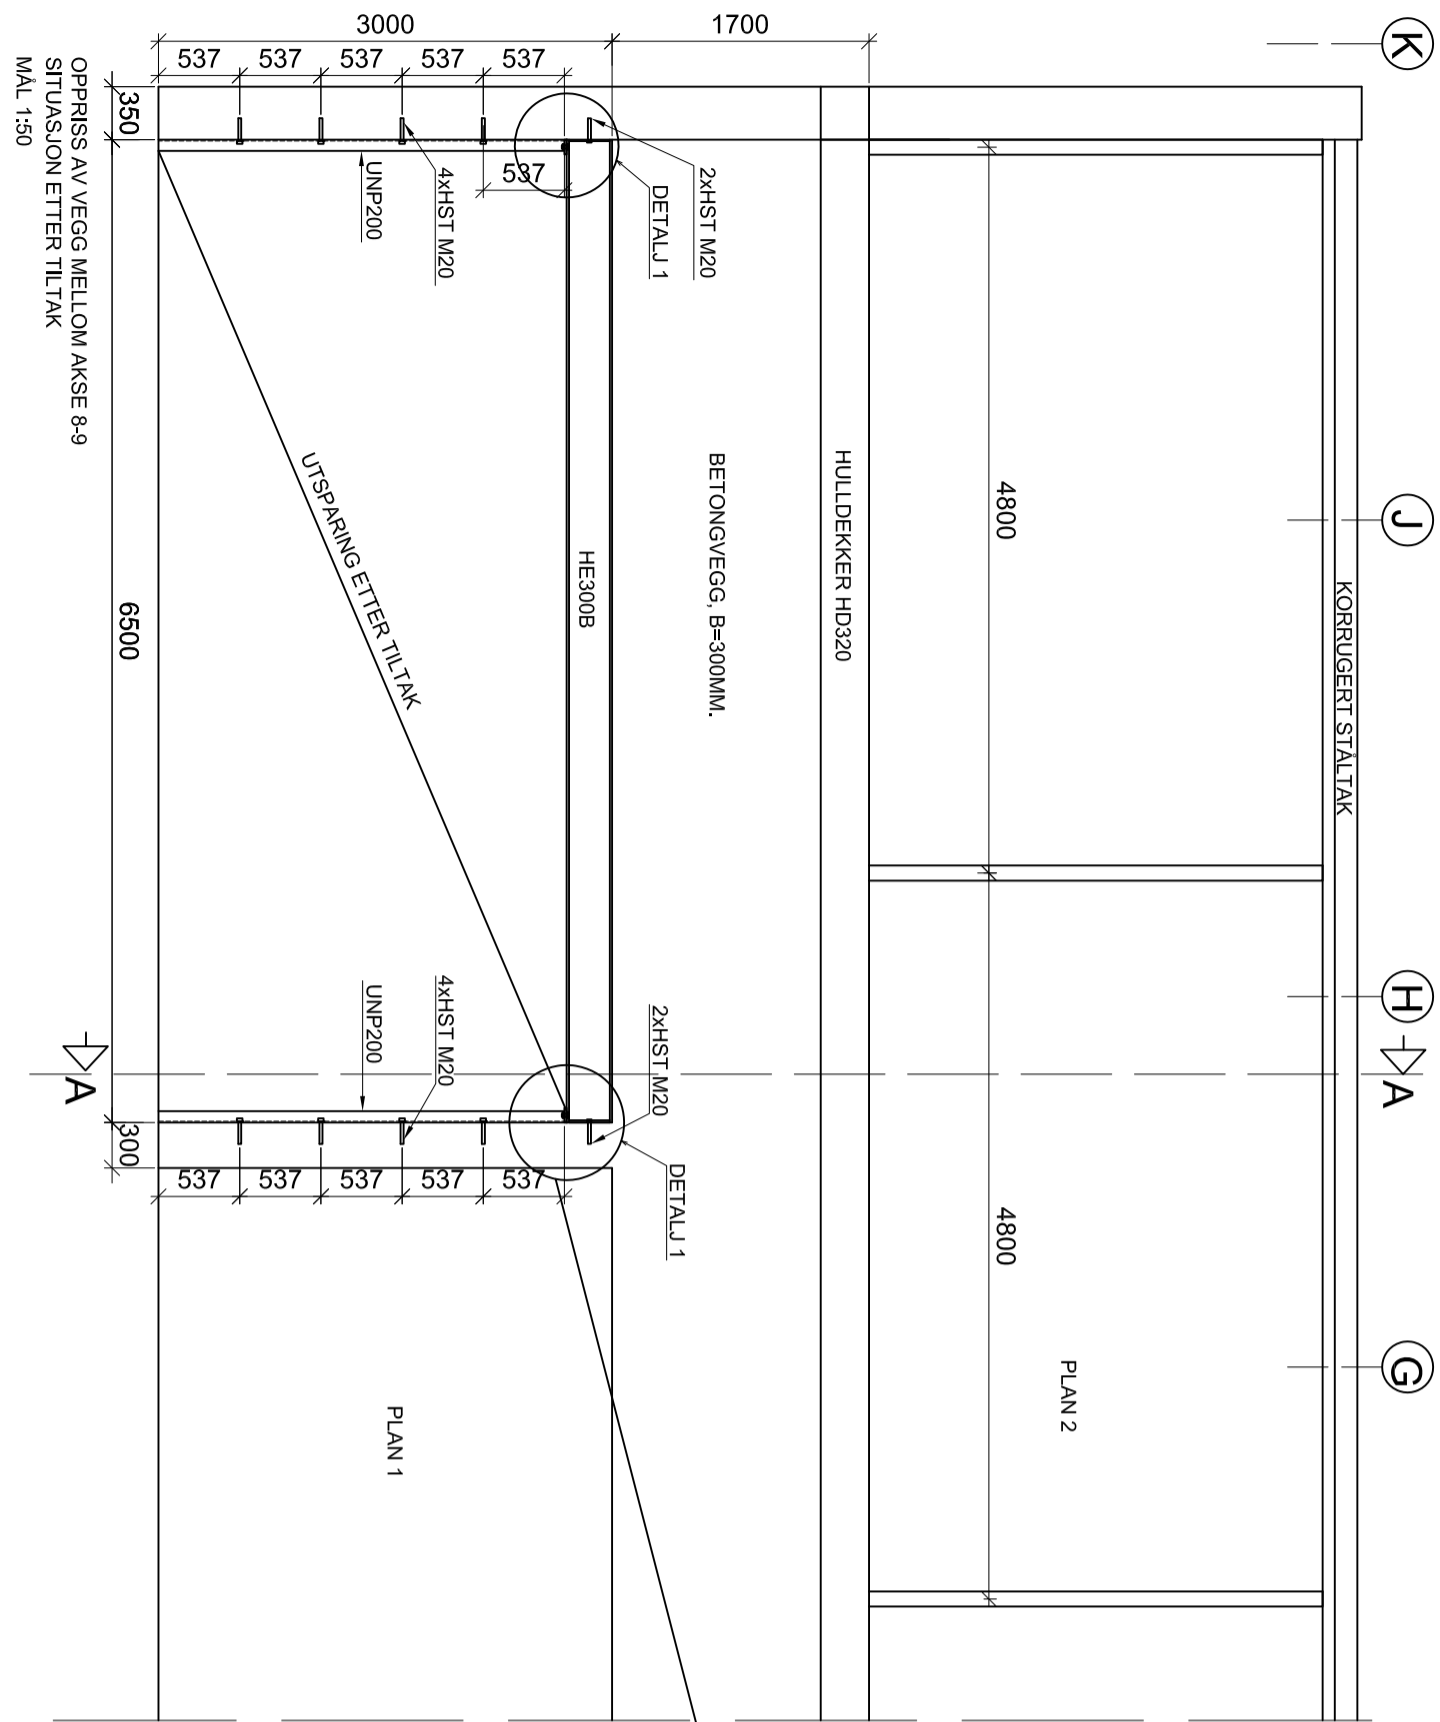 K
J
H
A
G
KORRUGERT STÅLTAK
4800
4800
PLAN 2
HULLDEKKER HD320
1700
3000
BETONGVEGG, B=300MM.
2xHST M20
DETALJ 1
2xHST M20
DETALJ 1
HE300B
537
537
537
537
537
537
4xHST M20
UNP200
UTSPARING ETTER TILTAK
4xHST M20
UNP200
537
537
537
537
537
PLAN 1
350
6500
300
A
OPPRISS AV VEGG MELLOM AKSE 8-9
SITUASJON ETTER TILTAK
MÅL 1:50